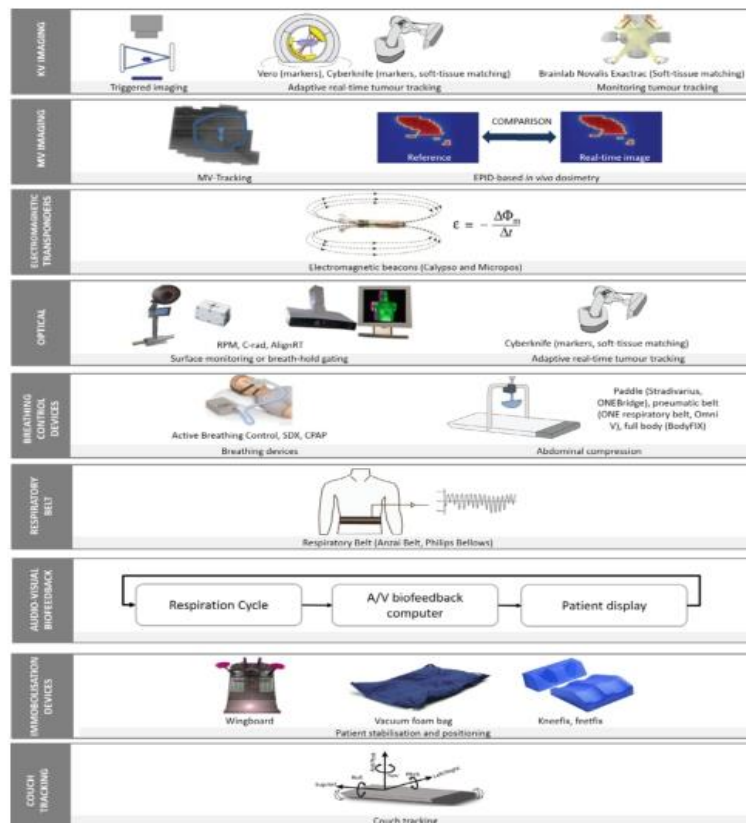 KV IMAGING
Triggered imaging
Vero (markers), Cyberknife (markers, soft-tissue matching)
Adaptive real-time tumour tracking
Brainlab Novalis Exactrac (Soft-tissue matching)
Monitoring tumour tracking
MV IMAGING
MV-Tracking
Reference
COMPARISON
Real-time image
EPID-based in vivo dosimetry
ELECTROMAGNETIC
TRANSPONDERS
ε = − ΔΦm
Δt
Electromagnetic beacons (Calypso and Micropos)
OPTICAL
RPM, C-rad, AlignRT
Surface monitoring or breath-hold gating
Cyberknife (markers, soft-tissue matching)
Adaptive real-time tumour tracking
BREATHING
CONTROL
DEVICES
Active Breathing Control, SDX, CPAP
Breathing devices
Paddle (Stradivarius,
ONEBridge), pneumatic belt
(ONE respiratory belt, Omni
V), full body (BodyFIX)
Abdominal compression
RESPIRATORY
BELT
Respiratory Belt (Anzai Belt, Philips Bellows)
AUDIO-VISUAL
BIOFEEDBACK
Respiration Cycle
A/V biofeedback
computer
Patient display
IMMOBILISATION
DEVICES
Wingboard
Vacuum foam bag
Kneefix, feetfix
Patient stabilisation and positioning
COUCH
TRACKING
Roll
Yaw
Pitch
Left/Right
Couch tracking